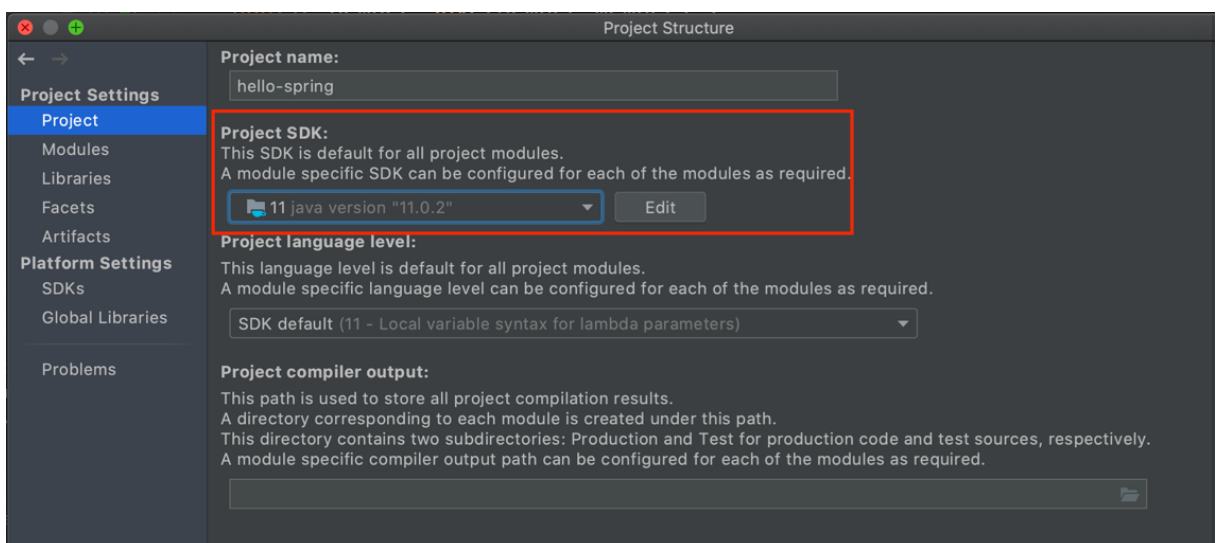 Project Structure
Project Settings
Project
Modules
Libraries
Facets
Artifacts
Platform Settings
SDKs
Global Libraries
Problems
Project name:
hello-spring
Project SDK:
This SDK is default for all project modules.
A module specific SDK can be configured for each of the modules as required.
11 java version "11.0.2"
Edit
Project language level:
This language level is default for all project modules.
A module specific language level can be configured for each of the modules as required.
SDK default (11 - Local variable syntax for lambda parameters)
Project compiler output:
This path is used to store all project compilation results.
A directory corresponding to each module is created under this path.
This directory contains two subdirectories: Production and Test for production code and test sources, respectively.
A module specific compiler output path can be configured for each of the modules as required.